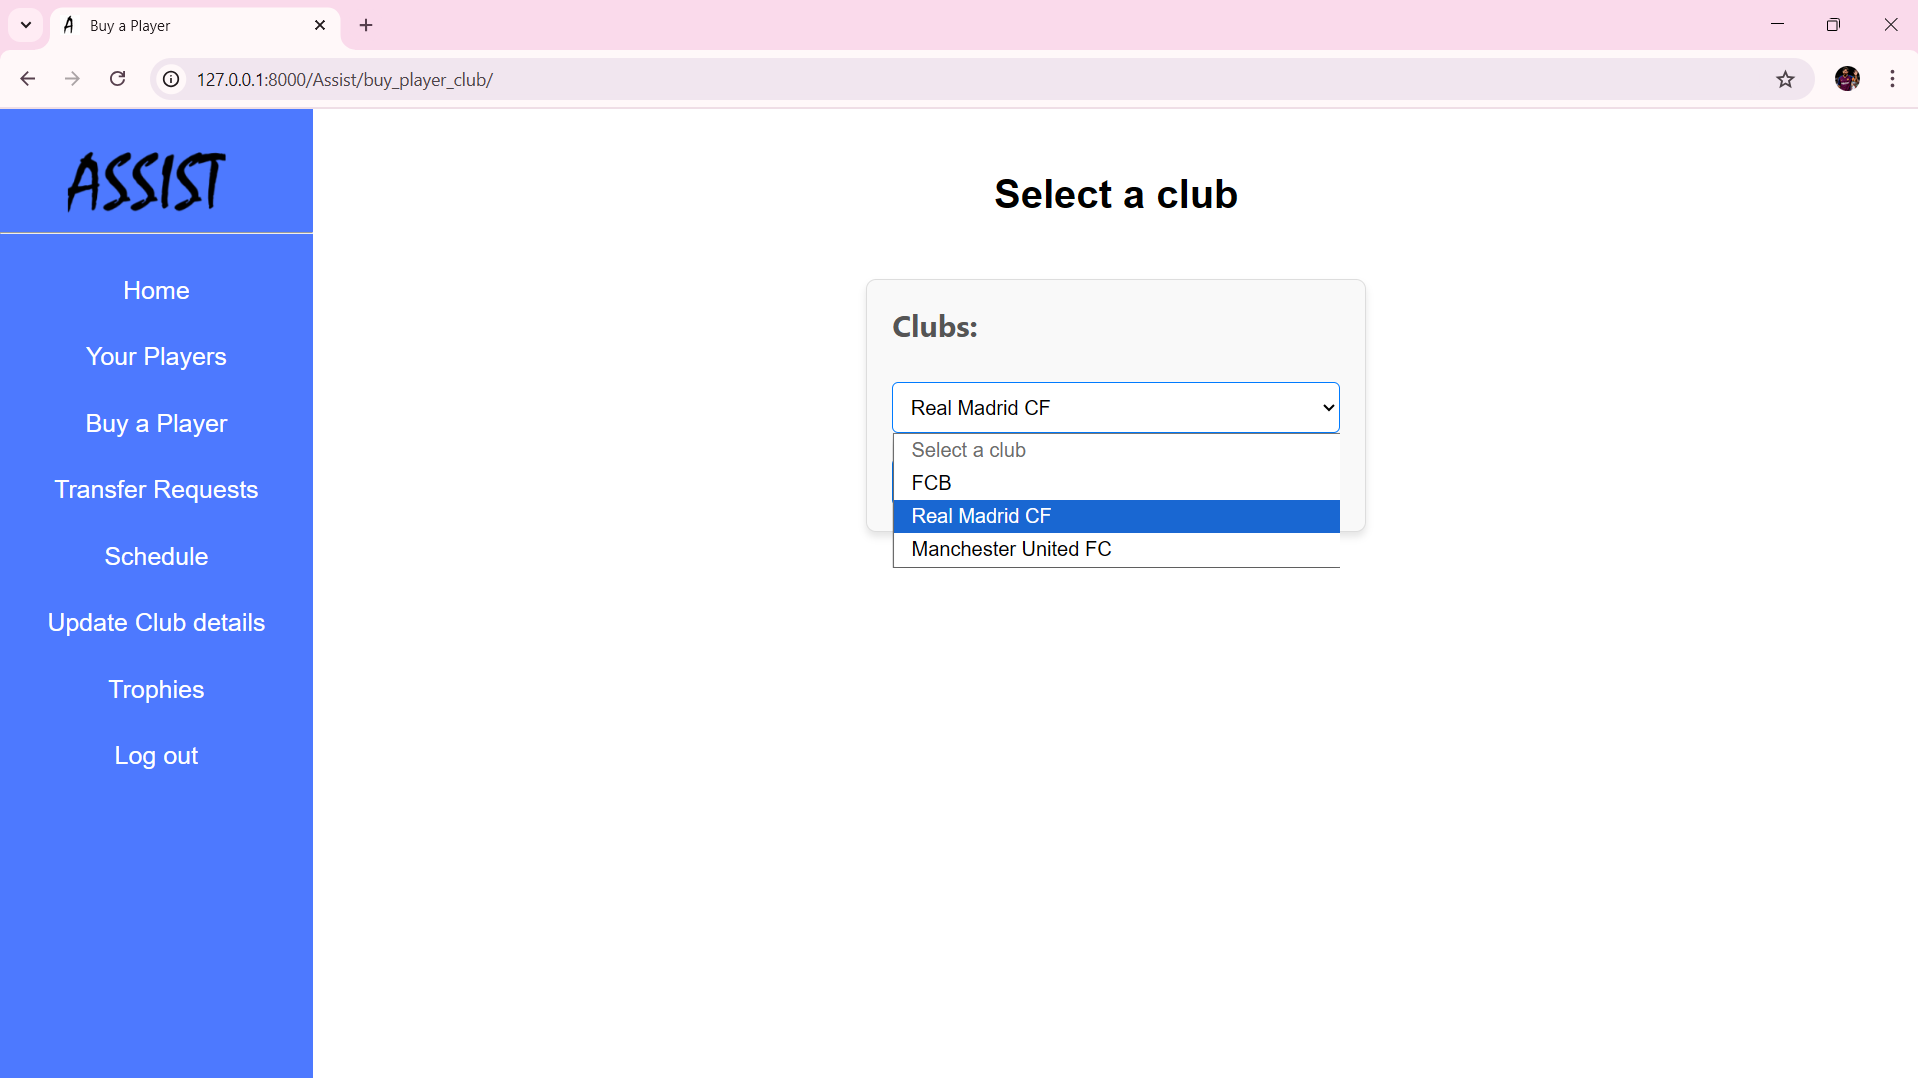 Buy a Player
127.0.0.1:8000/Assist/buy_player_club/
ASSIST
Home
Your Players
Buy a Player
Transfer Requests
Schedule
Update Club details
Trophies
Log out
Select a club
Clubs:
Real Madrid CF
Select a club
FCB
Real Madrid CF
Manchester United FC